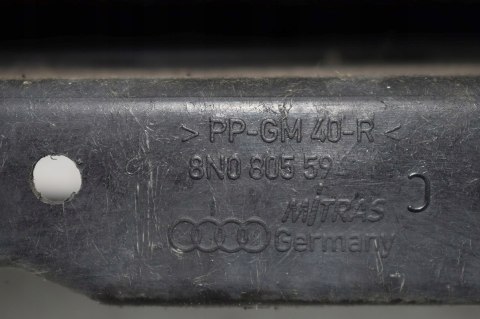 > PP-GM 40-R <
8N0 805 59
MiTRAS
Germany